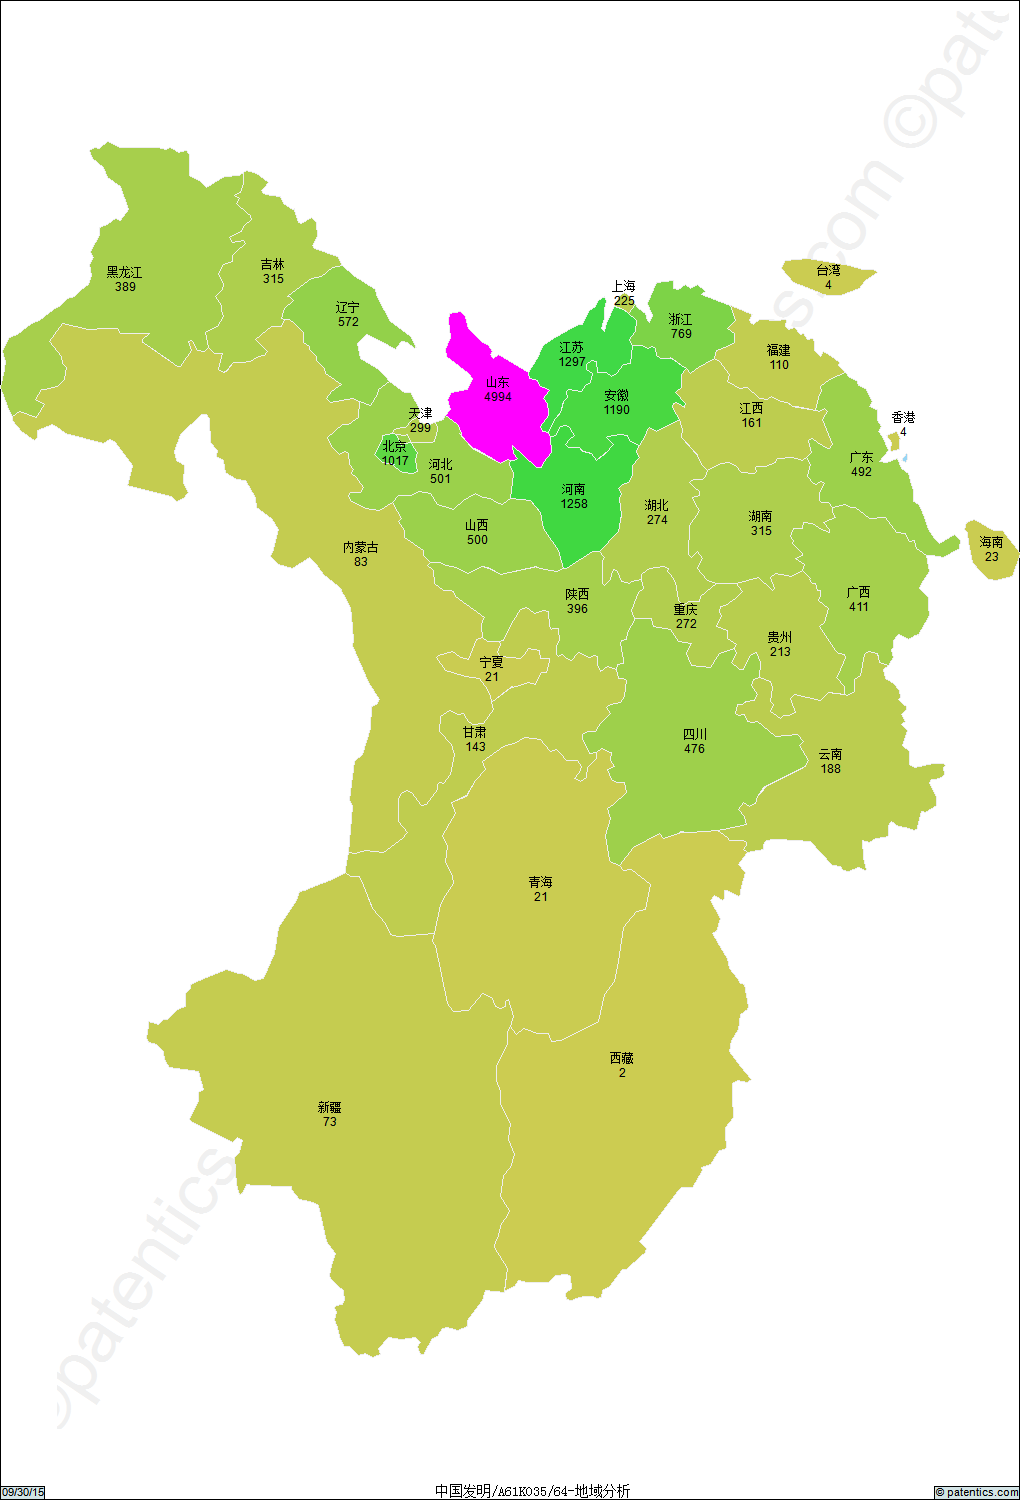 ©patentics.com ©pate
黑龙江
389
吉林
315
辽宁
572
上海
225
台湾
4
浙江
769
江苏
1297
福建
110
山东
4994
安徽
1190
江西
161
天津
299
香港
4
北京
1017
河北
501
广东
492
河南
1258
湖北
274
湖南
315
山西
500
内蒙古
83
海南
23
陕西
396
重庆
272
广西
411
贵州
213
宁夏
21
甘肃
143
四川
476
云南
188
青海
21
西藏
2
新疆
73
09/30/15
中国发明/A61K035/64-地域分析
© patentics.com